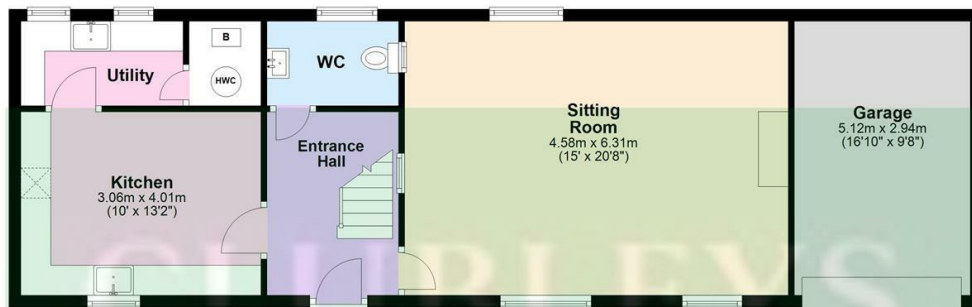 B
HWC
Utility
WC
Entrance
Hall
Kitchen
3.06m x 4.01m
(10' x 13'2")
Sitting
Room
4.58m x 6.31m
(15' x 20'8")
Garage
5.12m x 2.94m
(16'10" x 9'8")